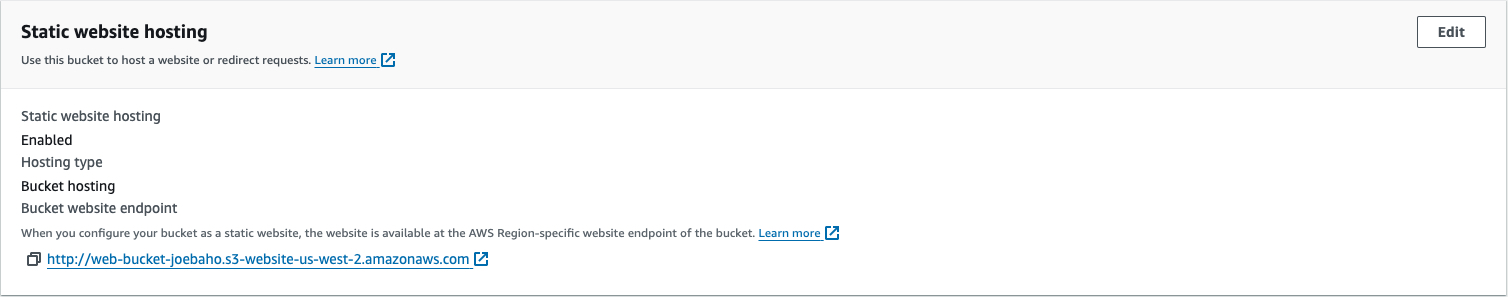 Static website hosting
Edit
Use this bucket to host a website or redirect requests. Learn more
Static website hosting
Enabled
Hosting type
Bucket hosting
Bucket website endpoint
When you configure your bucket as a static website, the website is available at the AWS Region-specific website endpoint of the bucket. Learn more
http://web-bucket-joebaho.s3-website-us-west-2.amazonaws.com